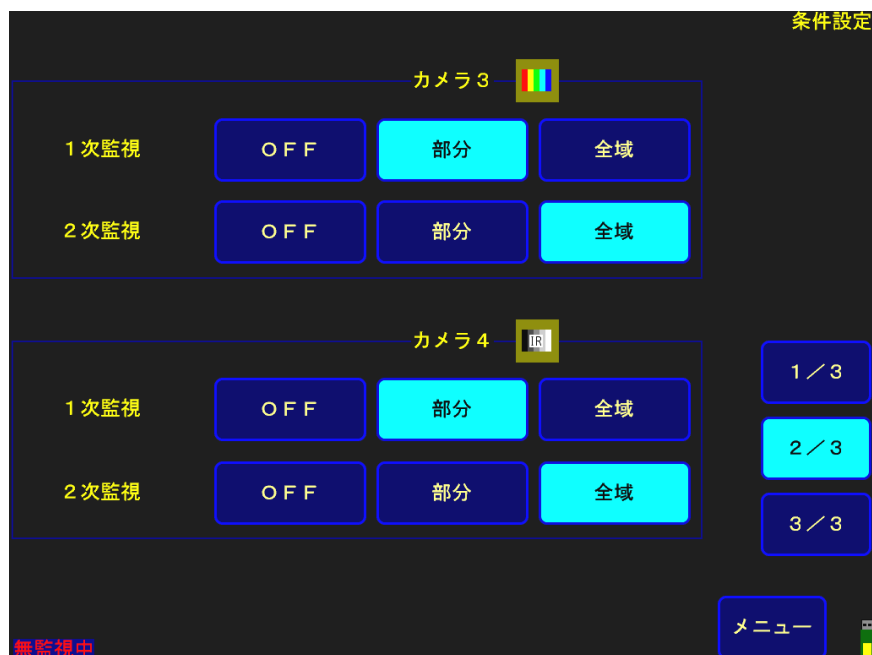 条件設定
カメラ3
1次監視 OFF 部分 全域
2次監視 OFF 部分 全域
カメラ4 IR
1/3
1次監視 OFF 部分 全域
2/3
2次監視 OFF 部分 全域
3/3
メニュー
無監視中